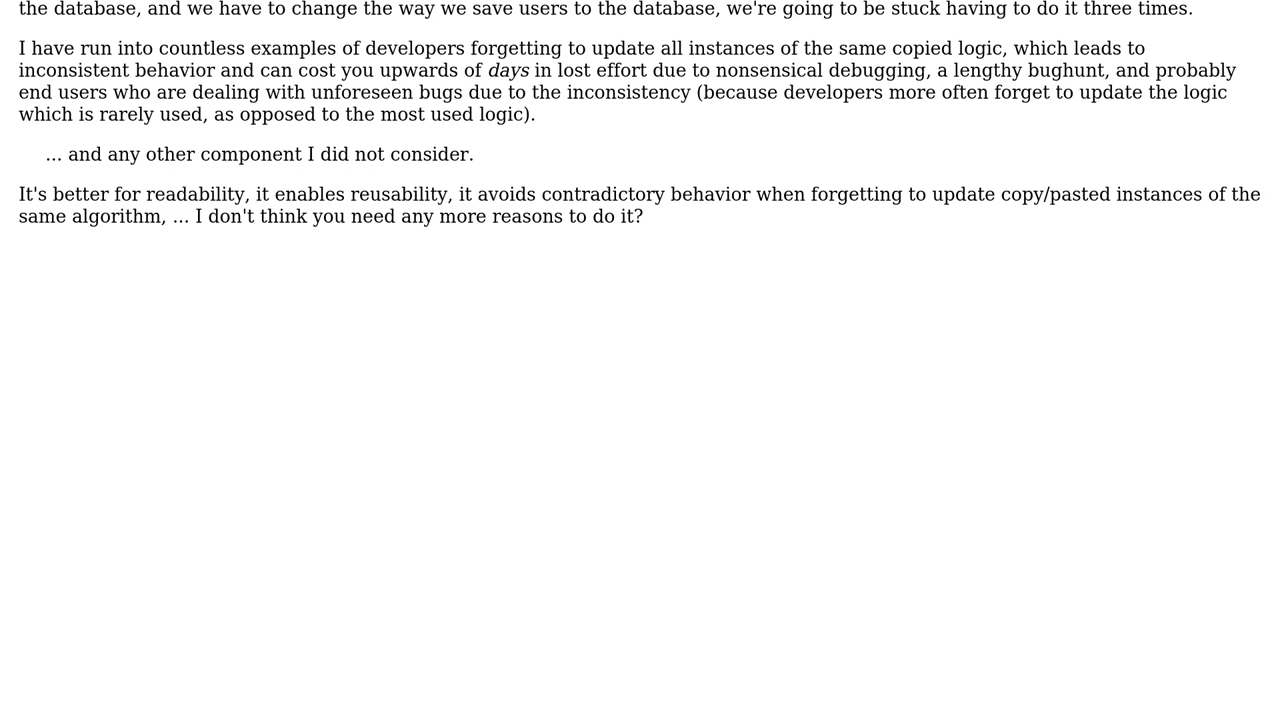 the database, and we have to change the way we save users to the database, we're going to be stuck having to do it three times.
I have run into countless examples of developers forgetting to update all instances of the same copied logic, which leads to
inconsistent behavior and can cost you upwards of days in lost effort due to nonsensical debugging, a lengthy bughunt, and probably
end users who are dealing with unforeseen bugs due to the inconsistency (because developers more often forget to update the logic
which is rarely used, as opposed to the most used logic).
... and any other component I did not consider.
It's better for readability, it enables reusability, it avoids contradictory behavior when forgetting to update copy/pasted instances of the
same algorithm, ... I don't think you need any more reasons to do it?